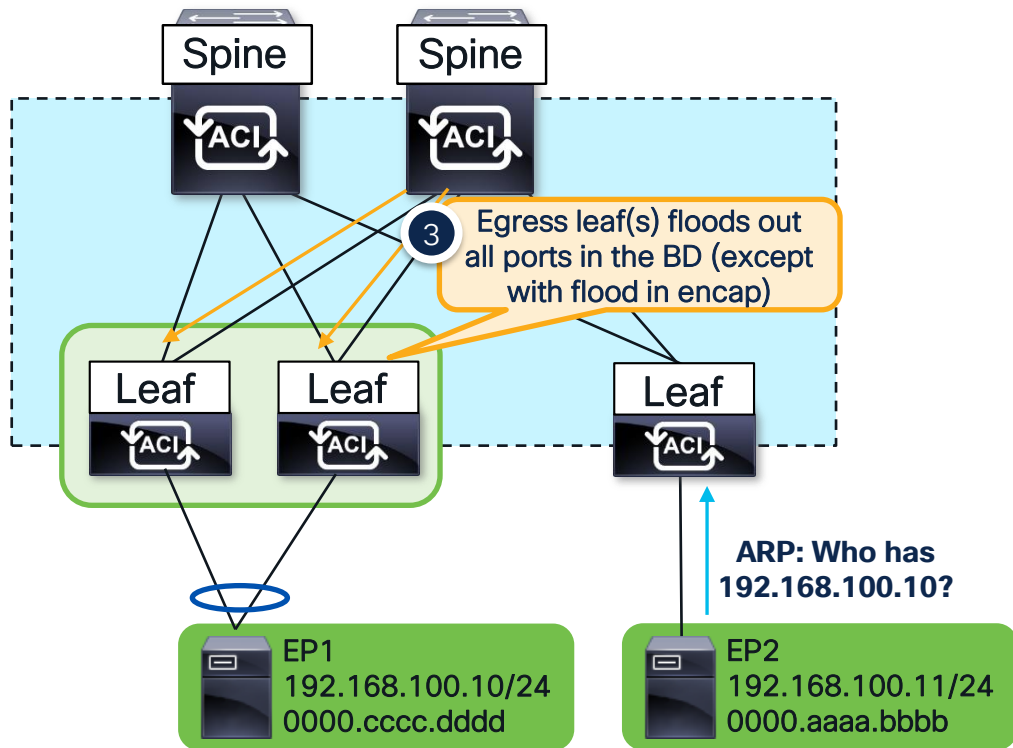 Spine
Spine
ACI
ACI
3
Egress leaf(s) floods out
all ports in the BD (except
with flood in encap)
Leaf
Leaf
Leaf
ACI
ACI
ACI
ARP: Who has
192.168.100.10?
EP1
192.168.100.10/24
0000.cccc.dddd
EP2
192.168.100.11/24
0000.aaaa.bbbb